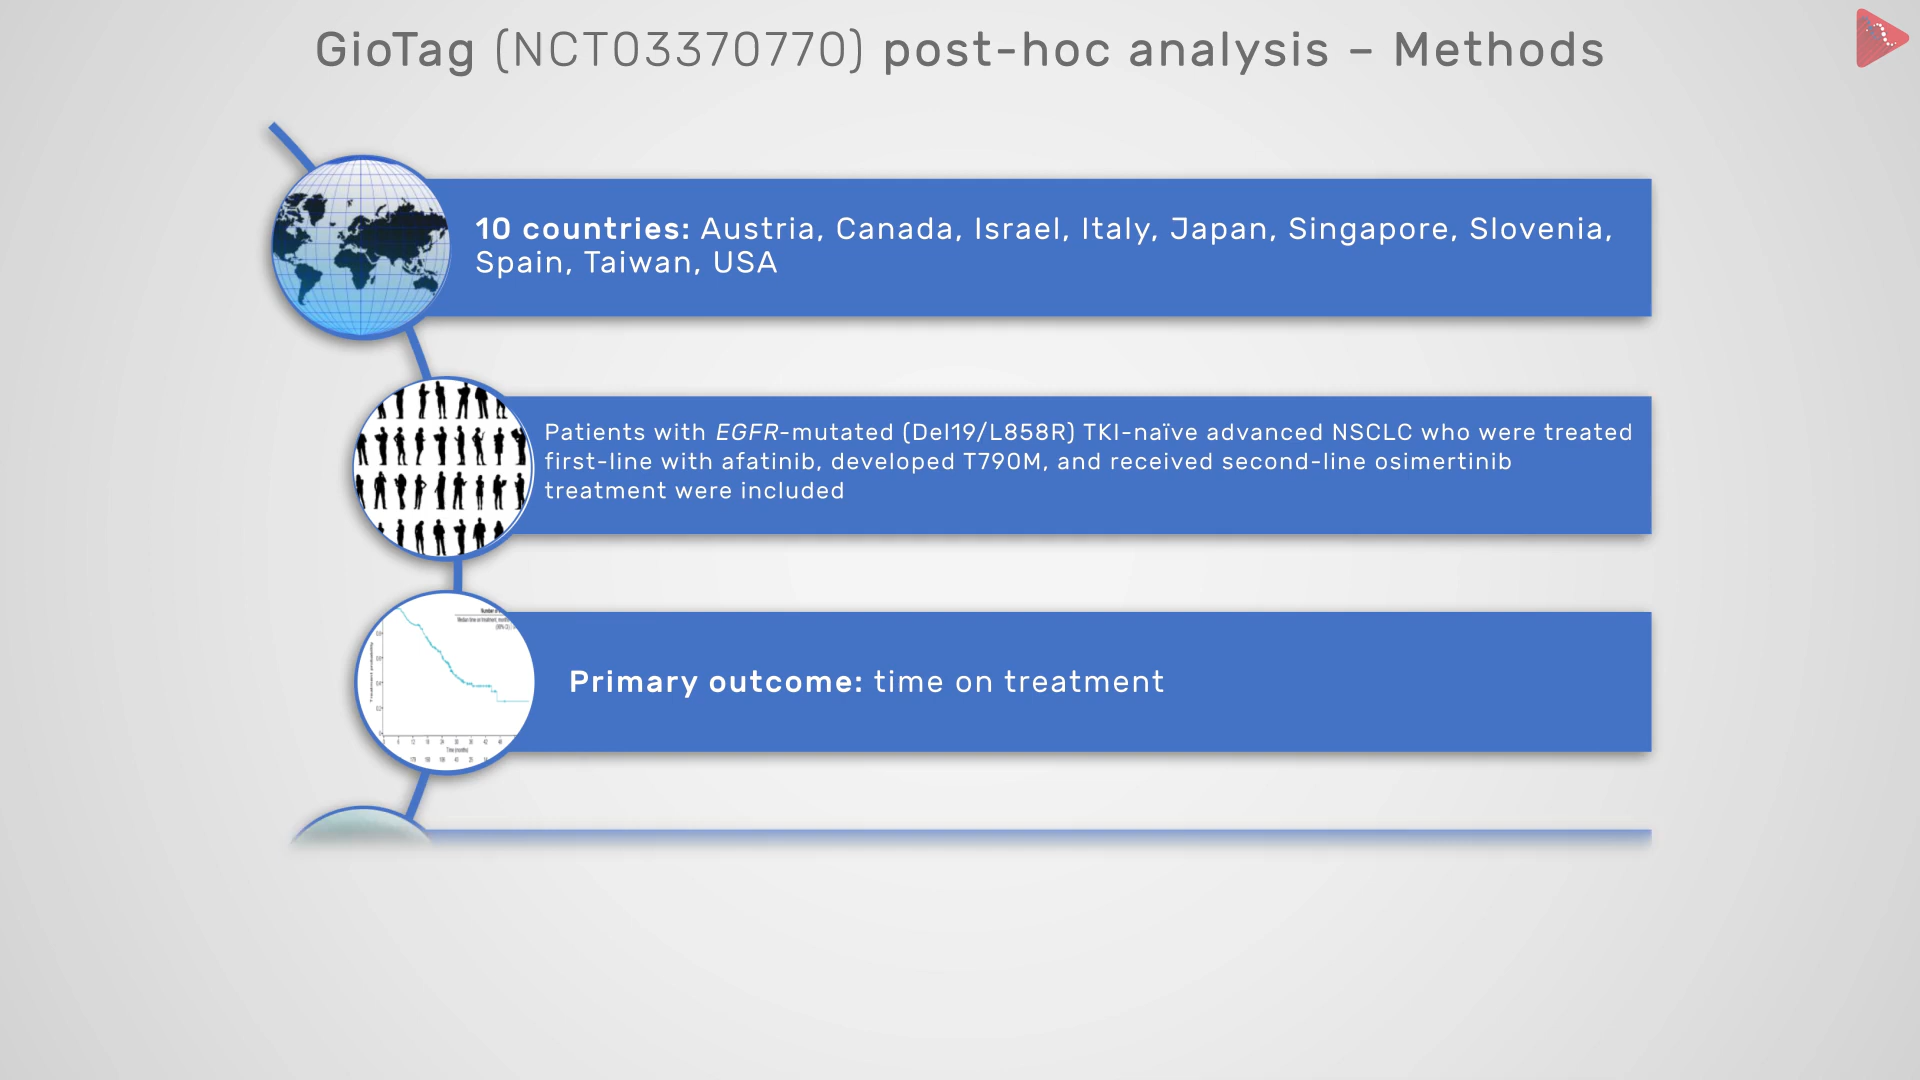 GioTag (NCT03370770) post-hoc analysis – Methods
10 countries: Austria, Canada, Israel, Italy, Japan, Singapore, Slovenia,
Spain, Taiwan, USA
Patients with EGFR-mutated (Del19/L858R) TKI-naïve advanced NSCLC who were treated
first-line with afatinib, developed T790M, and received second-line osimertinib
treatment were included
Primary outcome: time on treatment
Time (months)